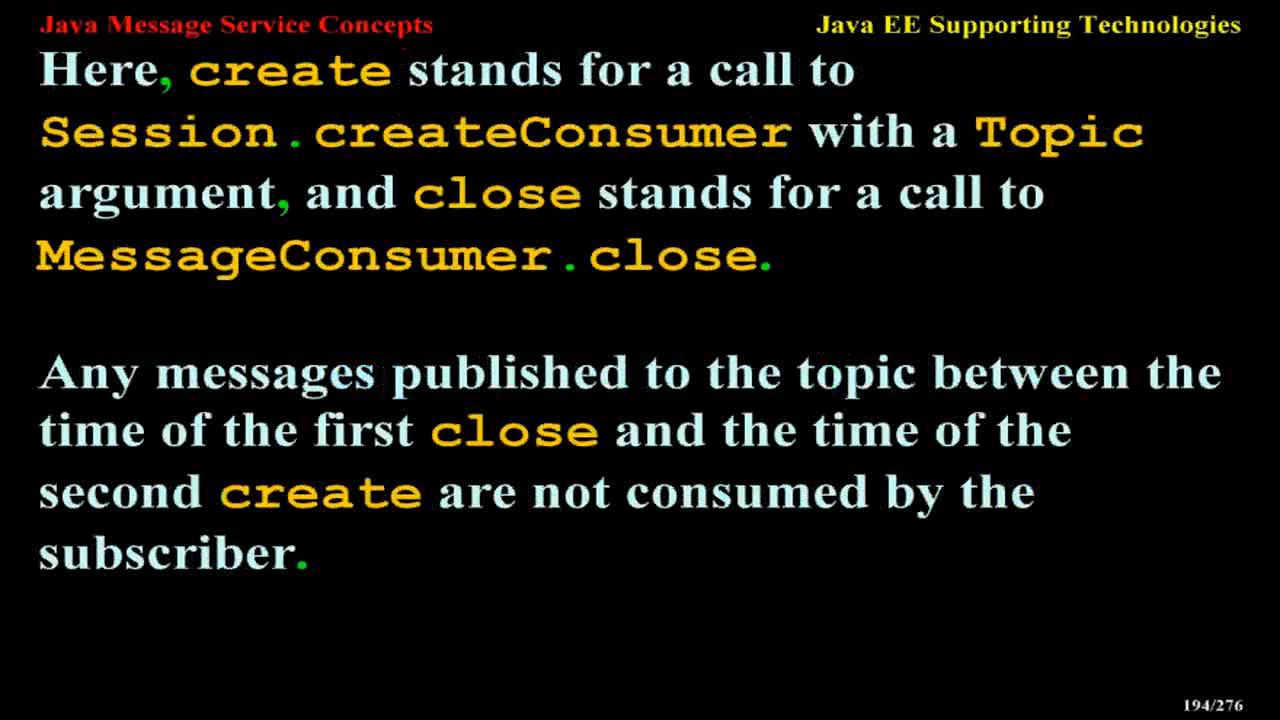 Java Message Service Concepts
Java EE Supporting Technologies
Here, create stands for a call to
Session.createConsumer with a Topic
argument, and close stands for a call to
MessageConsumer.close.
Any messages published to the topic between the
time of the first close and the time of the
second create are not consumed by the
subscriber.
194/276